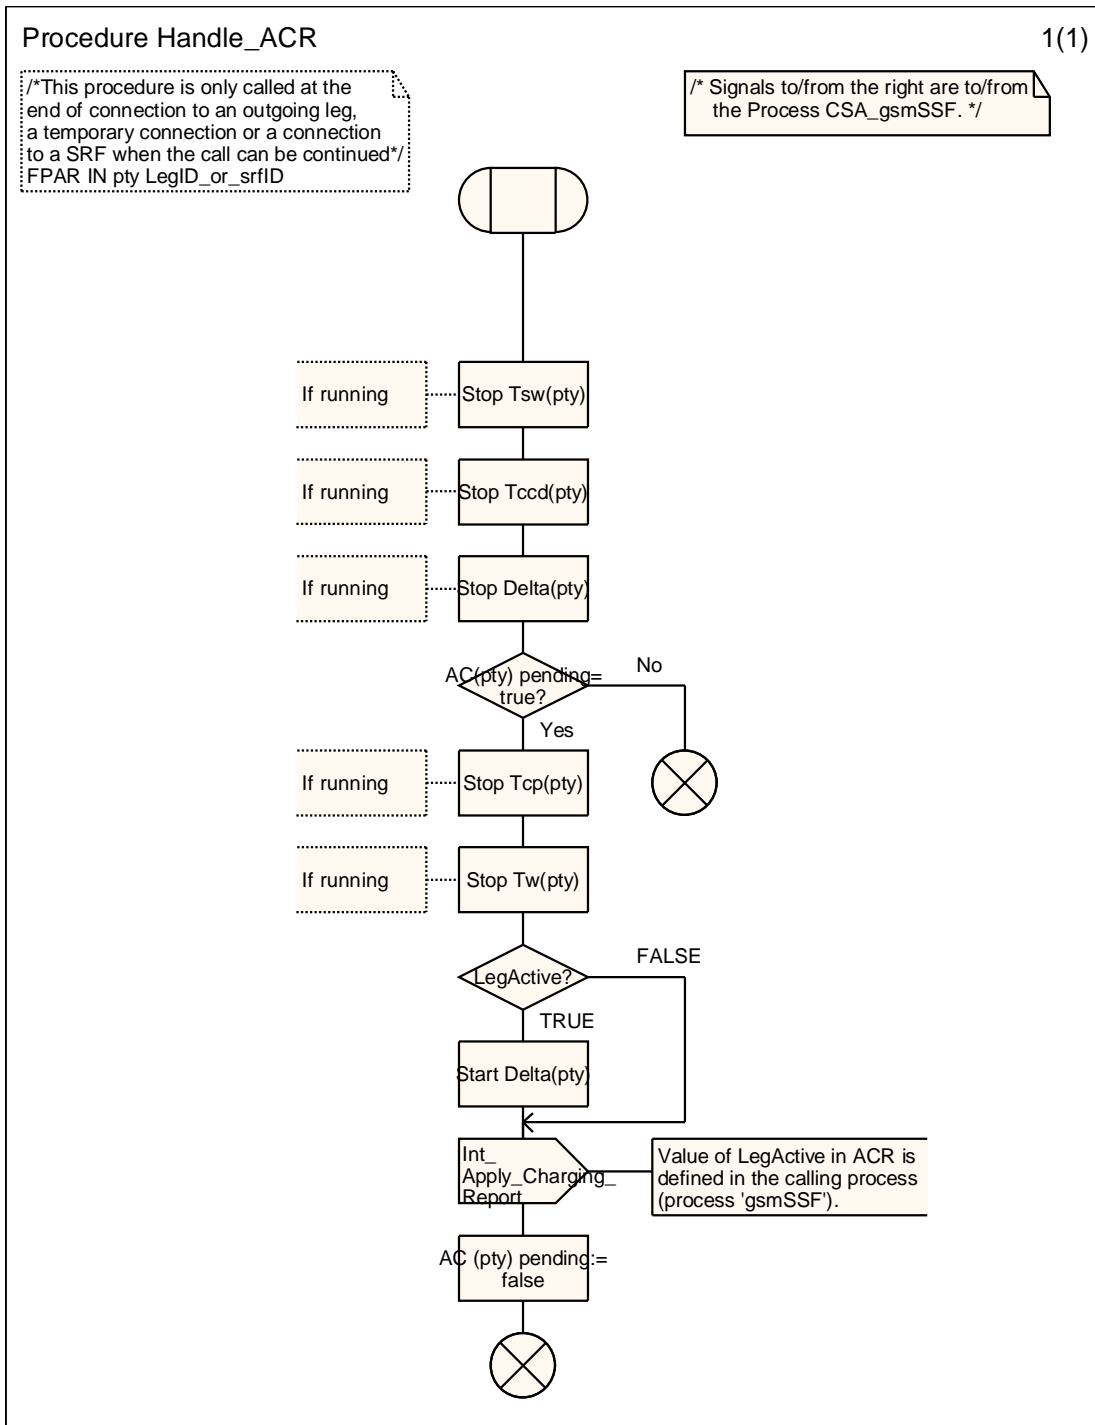 Procedure Handle_ACR
1(1)
/*This procedure is only called at the
end of connection to an outgoing leg,
a temporary connection or a connection
to a SRF when the call can be continued*/
FPAR IN pty LegID_or_srfID
/* Signals to/from the right are to/from
the Process CSA_gsmSSF. */
If running
Stop Tsw(pty)
If running
Stop Tccd(pty)
If running
Stop Delta(pty)
AC(pty) pending=
true?
No
Yes
If running
Stop Tcp(pty)
If running
Stop Tw(pty)
LegActive?
FALSE
TRUE
Start Delta(pty)
Int_
Apply_Charging_
Report
Value of LegActive in ACR is
defined in the calling process
(process 'gsmSSF').
AC (pty) pending:=
false